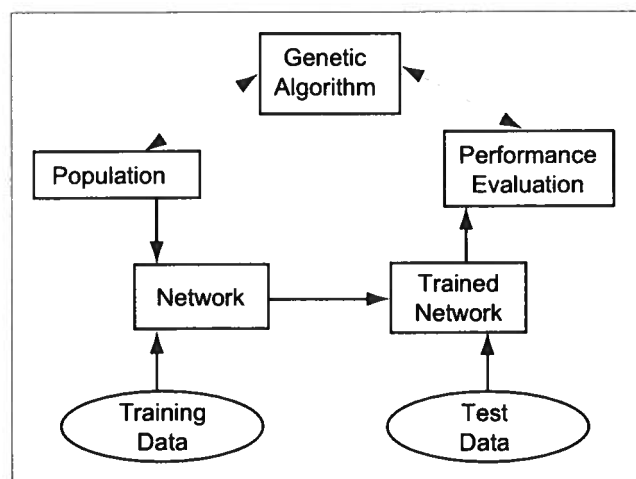 Genetic
Algorithm
Population
Performance
Evaluation
Network
Trained
Network
Training
Data
Test
Data